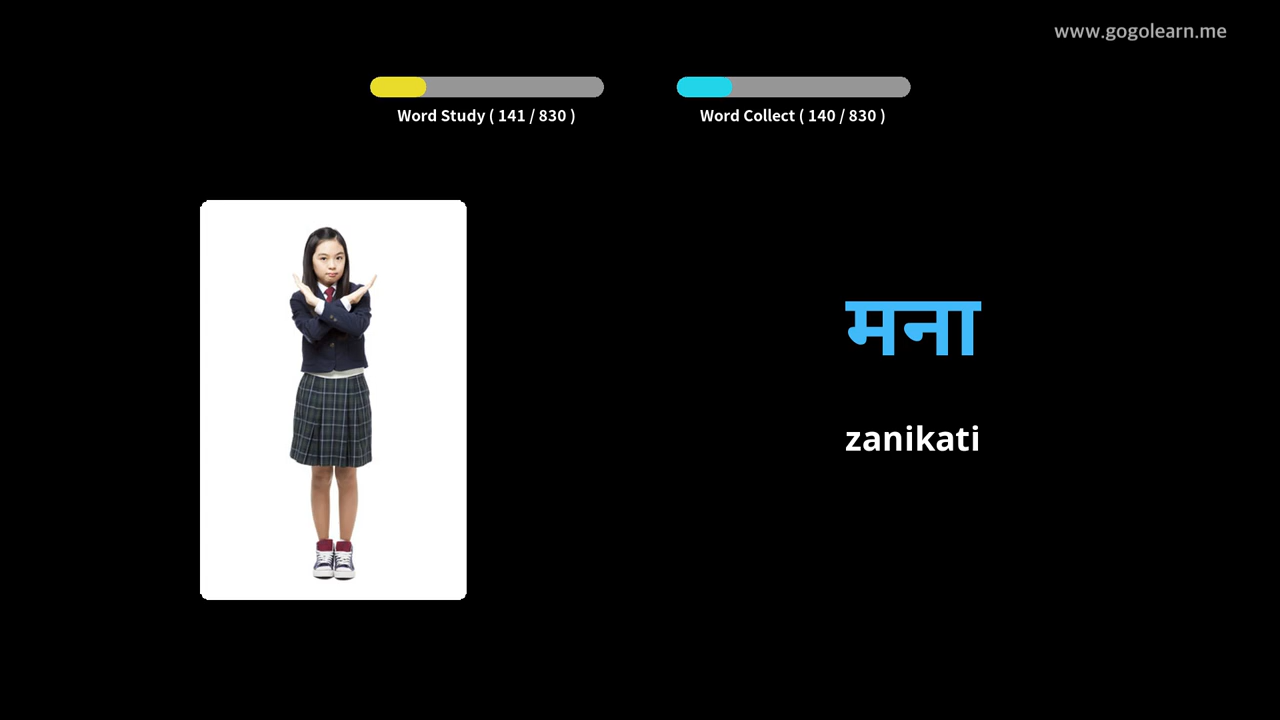 www.gogolearn.me
Word Study ( 141 / 830 )
Word Collect ( 140 / 830 )
मना
zanikati